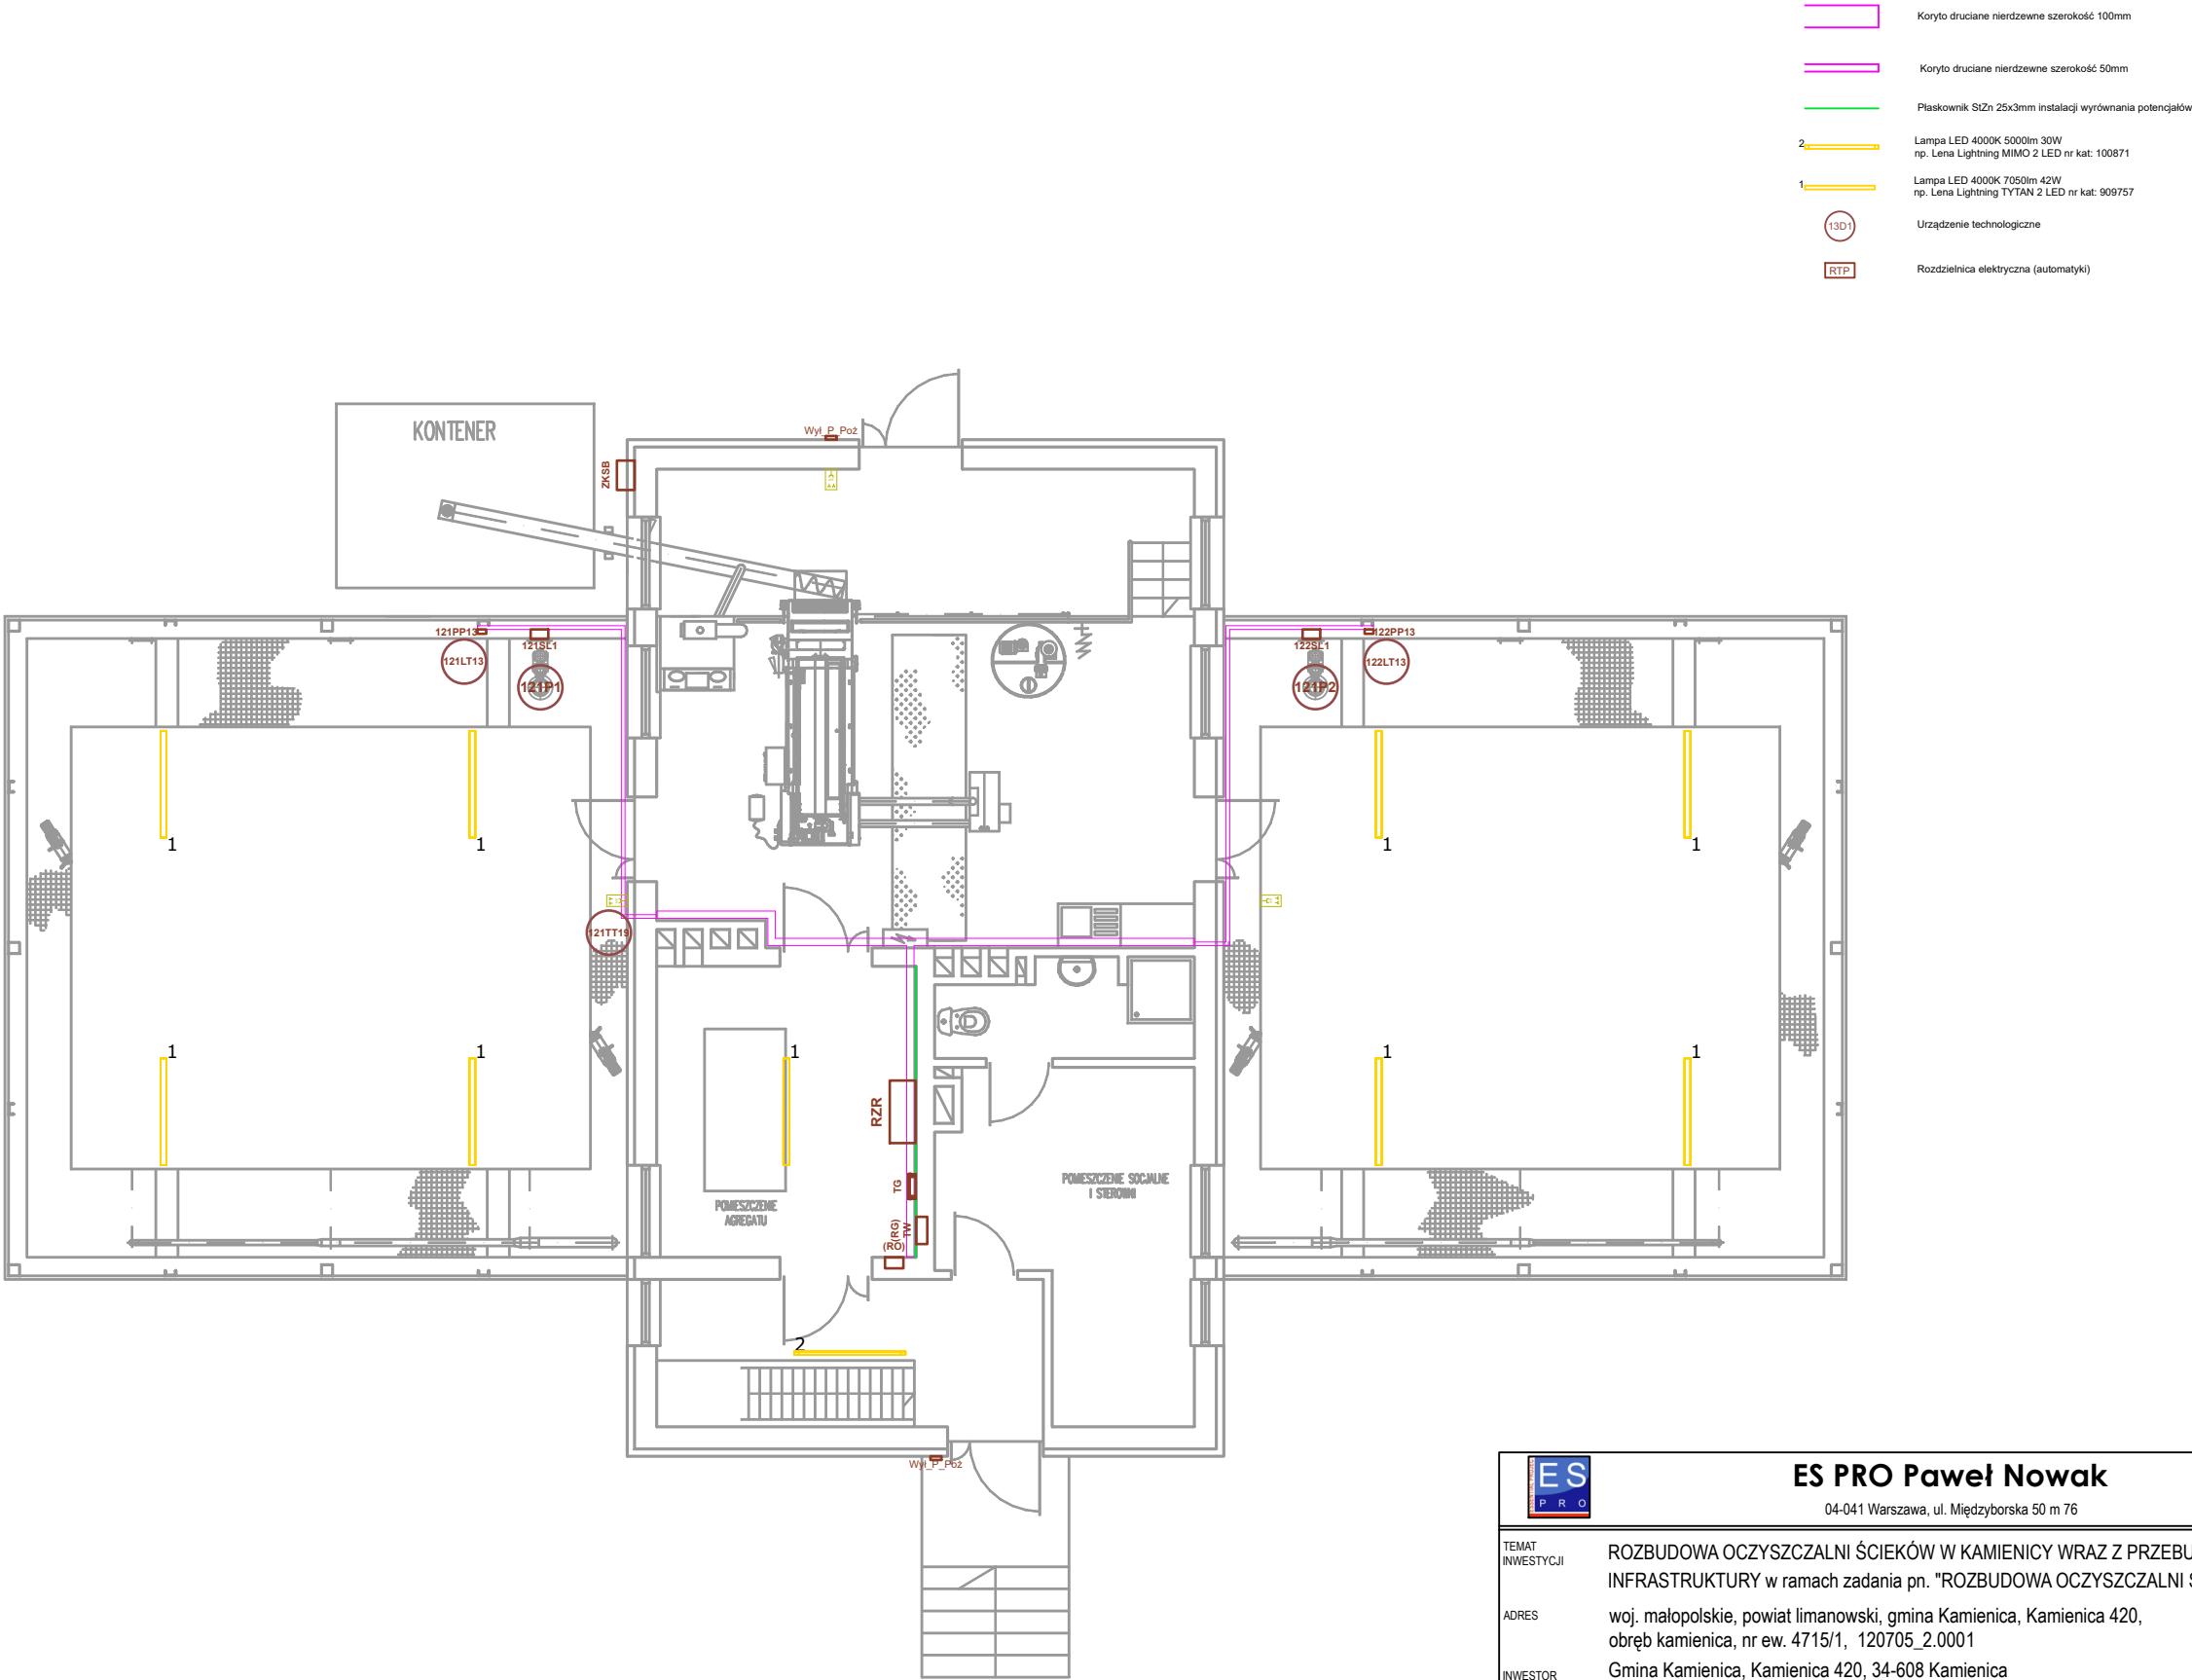 Koryto druciane nierdzewne szerokość 100mm
Koryto druciane nierdzewne szerokość 50mm
Płaskownik StZn 25x3mm instalacji wyrównania potencjałów
2
Lampa LED 4000K 5000lm 30W
np. Lena Lightning MIMO 2 LED nr kat: 100871
1
Lampa LED 4000K 7050lm 42W
np. Lena Lightning TYTAN 2 LED nr kat: 909757
13D1
Urządzenie technologiczne
RTP
Rozdzielnica elektryczna (automatyki)
KONTENER
Wył_P_Poż
ZKSB
121PP13
121SL1
121LT13
121P1
122SL1
122PP13
121P2
122LT13
1
1
1
1
121TT19
1
1
1
1
1
RZR
TG
POMIESZCZENIE
AGREGATU
(RG)
TW
(RO)
POMIESZCZENIE SOCJALNE
I STEROWNI
2
Wył_P_Poż
ES
PRO
ES PRO Paweł Nowak
04-041 Warszawa, ul. Międzyborska 50 m 76
TEMAT
INWESTYCJI
ROZBUDOWA OCZYSZCZALNI ŚCIEKÓW W KAMIENICY WRAZ Z PRZEBU
INFRASTRUKTURY w ramach zadania pn. "ROZBUDOWA OCZYSZCZALNI Ś
ADRES
woj. małopolskie, powiat limanowski, gmina Kamienica, Kamienica 420,
obręb kamienica, nr ew. 4715/1, 120705_2.0001
INWESTOR
Gmina Kamienica, Kamienica 420, 34-608 Kamienica